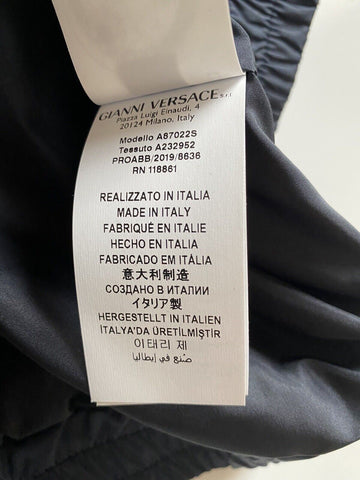 GIANNI VERSACE S.r.l.
Piazza Luigi Einaudi, 4
20124 Milano, Italy
Modello A87022S
Tessuto A232952
PROABB/2019/8636
RN 118861
REALIZZATO IN ITALIA
MADE IN ITALY
FABRIQUÉ EN ITALIE
HECHO EN ITALIA
FABRICADO EM ITÁLIA
意大利制造
СОЗДАНО В ИТАЛИИ
イタリア製
HERGESTELLT IN ITALIEN
ITALYA'DA ÜRETİLMİŞTİR
이태리 제
صنع في إيطاليا